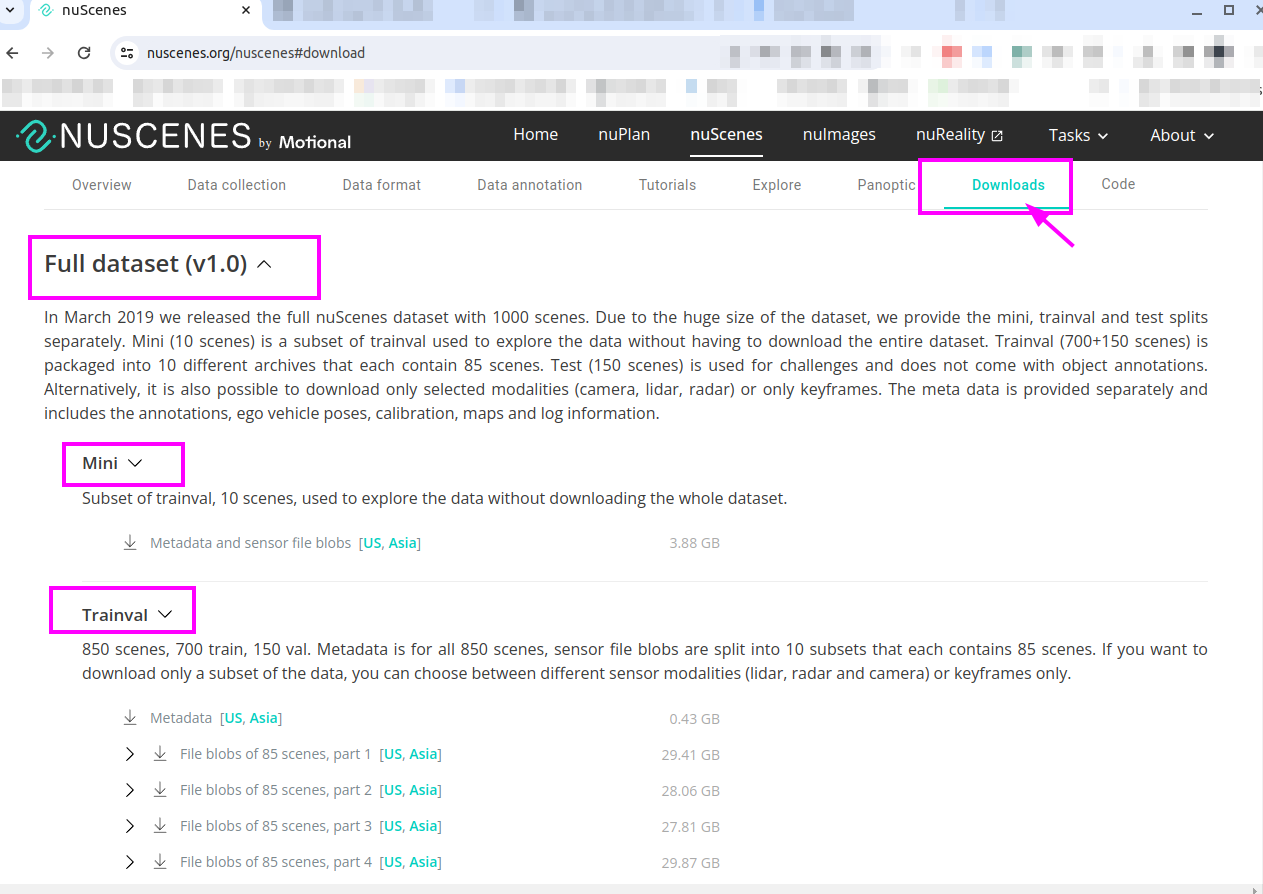 nuScenes
nuscenes.org/nuscenes#download
NUSCENES by Motional
Home nuPlan nuScenes nuImages nuReality Tasks About
Overview Data collection Data format Data annotation Tutorials Explore Panoptic Downloads Code
Full dataset (v1.0)
In March 2019 we released the full nuScenes dataset with 1000 scenes. Due to the huge size of the dataset, we provide the mini, trainval and test splits
separately. Mini (10 scenes) is a subset of trainval used to explore the data without having to download the entire dataset. Trainval (700+150 scenes) is
packaged into 10 different archives that each contain 85 scenes. Test (150 scenes) is used for challenges and does not come with object annotations.
Alternatively, it is also possible to download only selected modalities (camera, lidar, radar) or only keyframes. The meta data is provided separately and
includes the annotations, ego vehicle poses, calibration, maps and log information.
Mini
Subset of trainval, 10 scenes, used to explore the data without downloading the whole dataset.
Metadata and sensor file blobs [US, Asia] 3.88 GB
Trainval
850 scenes, 700 train, 150 val. Metadata is for all 850 scenes, sensor file blobs are split into 10 subsets that each contains 85 scenes. If you want to
download only a subset of the data, you can choose between different sensor modalities (lidar, radar and camera) or keyframes only.
Metadata [US, Asia] 0.43 GB
File blobs of 85 scenes, part 1 [US, Asia] 29.41 GB
File blobs of 85 scenes, part 2 [US, Asia] 28.06 GB
File blobs of 85 scenes, part 3 [US, Asia] 27.81 GB
File blobs of 85 scenes, part 4 [US, Asia] 29.87 GB